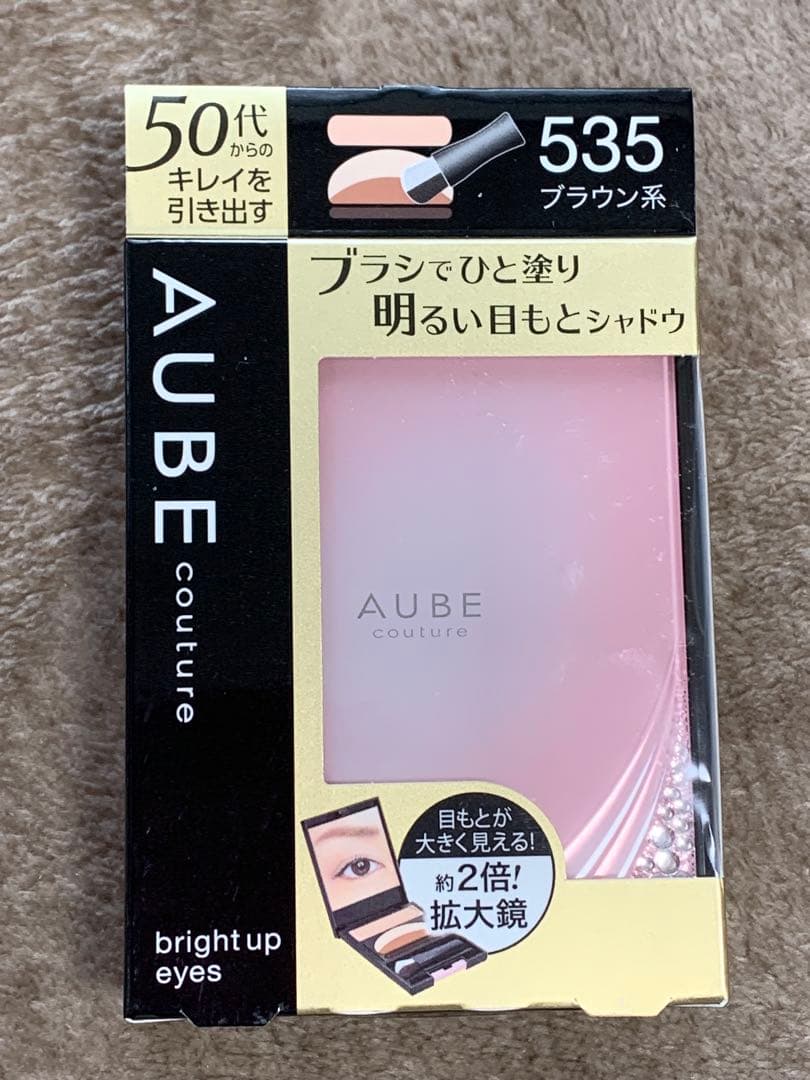 50代
からの
キレイを
引き出す
535
ブラウン系
ブラシでひと塗り
明るい目もとシャドウ
AUBE
couture
AUBE
couture
目もとが
大きく見える!
約2倍!
拡大鏡
bright up
eyes